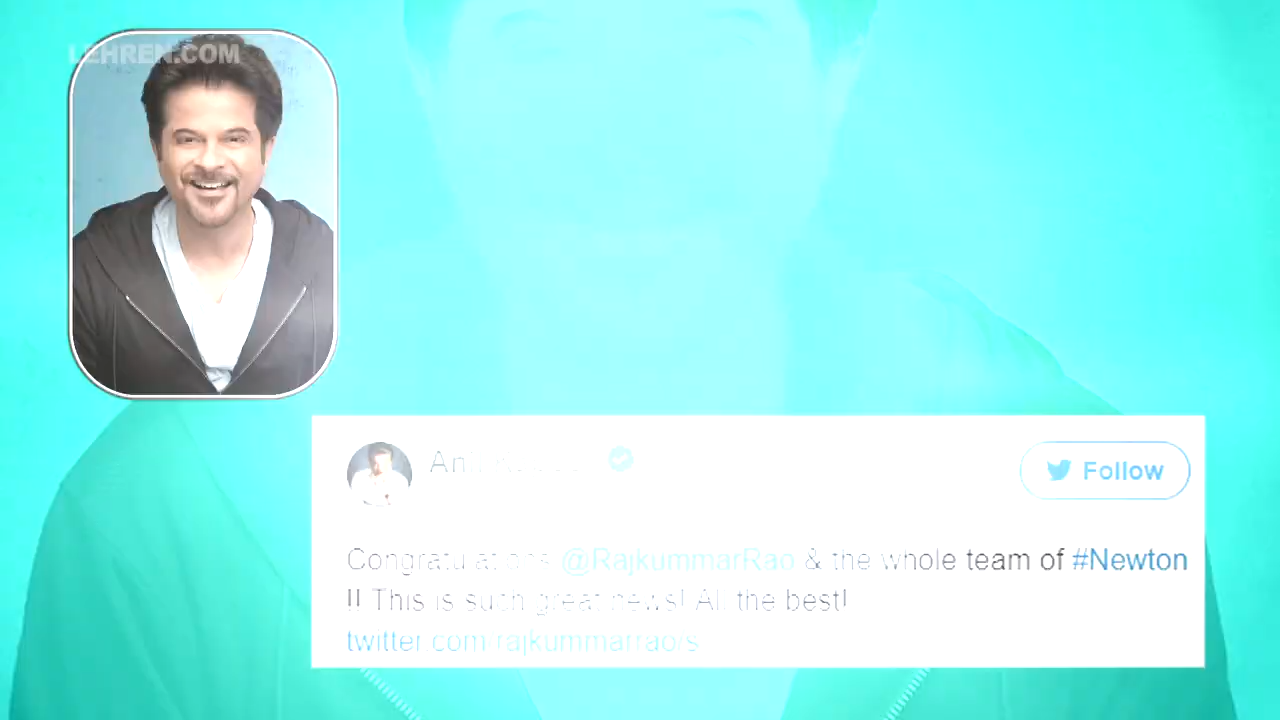 LEHREN.COM
Follow
Congratulations @RajkummarRao & the whole team of #Newton
!! This is such great news! All the best!
twitter.com/rajkummarrao/s